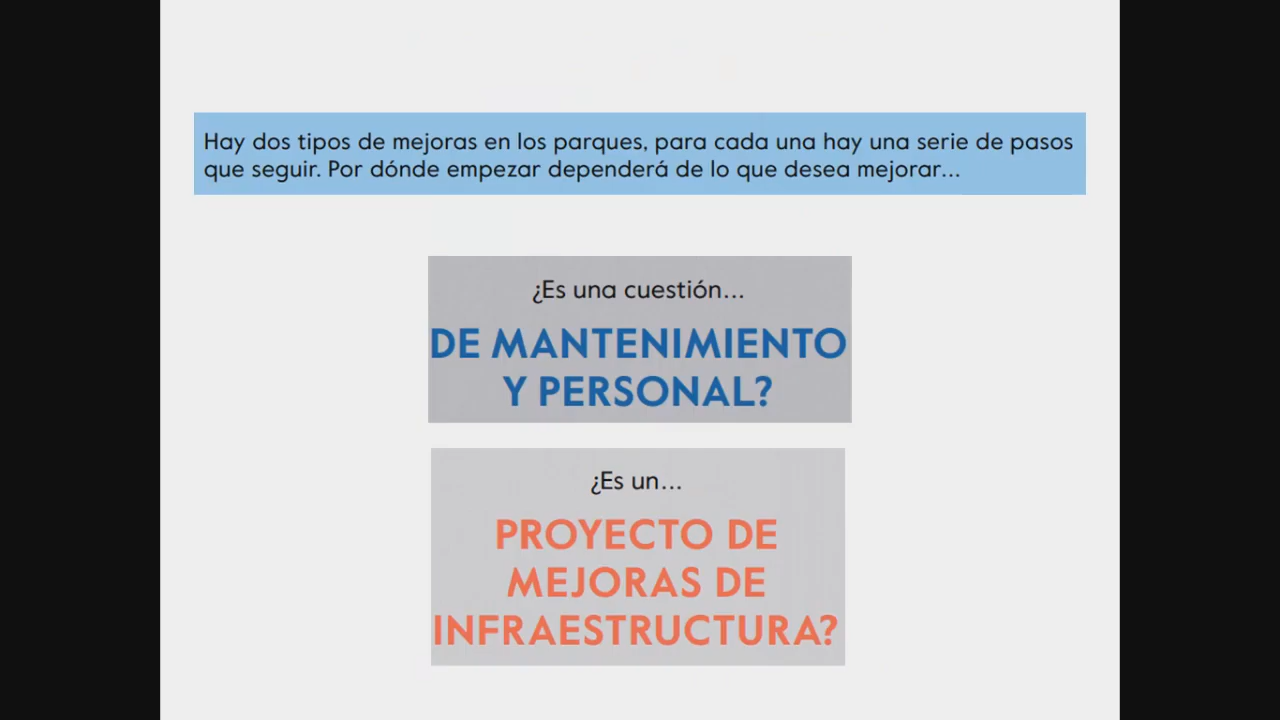 Hay dos tipos de mejoras en los parques, para cada una hay una serie de pasos
que seguir. Por dónde empezar dependerá de lo que desea mejorar...
¿Es una cuestión...
DE MANTENIMIENTO
Y PERSONAL?
¿Es un...
PROYECTO DE
MEJORAS DE
INFRAESTRUCTURA?